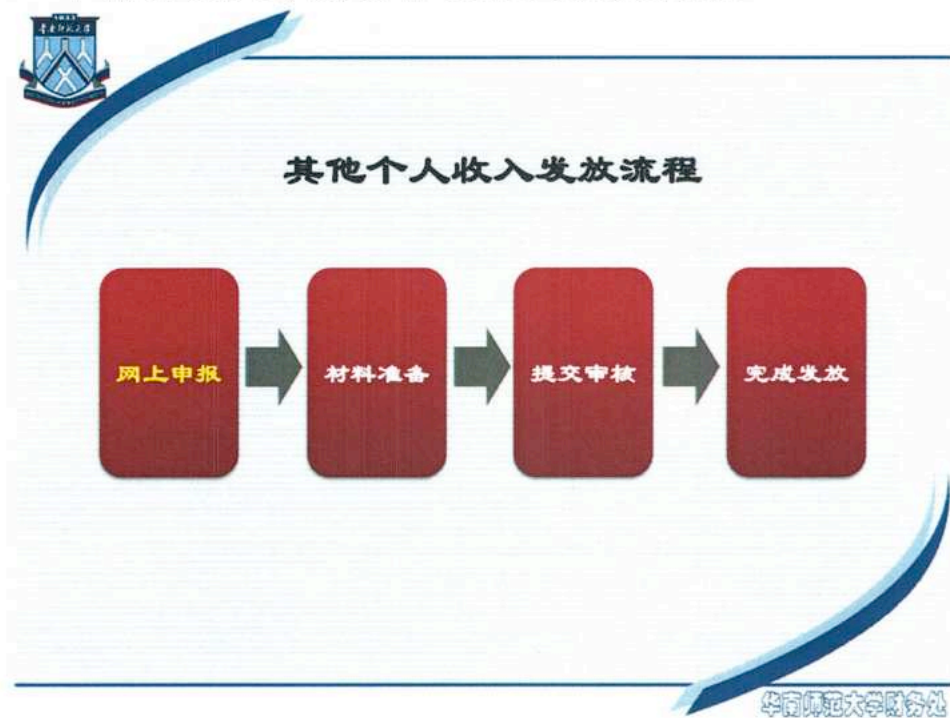 其他个人收入发放流程
网上申报
材料准备
提交审核
完成发放
华南师范大学财务处